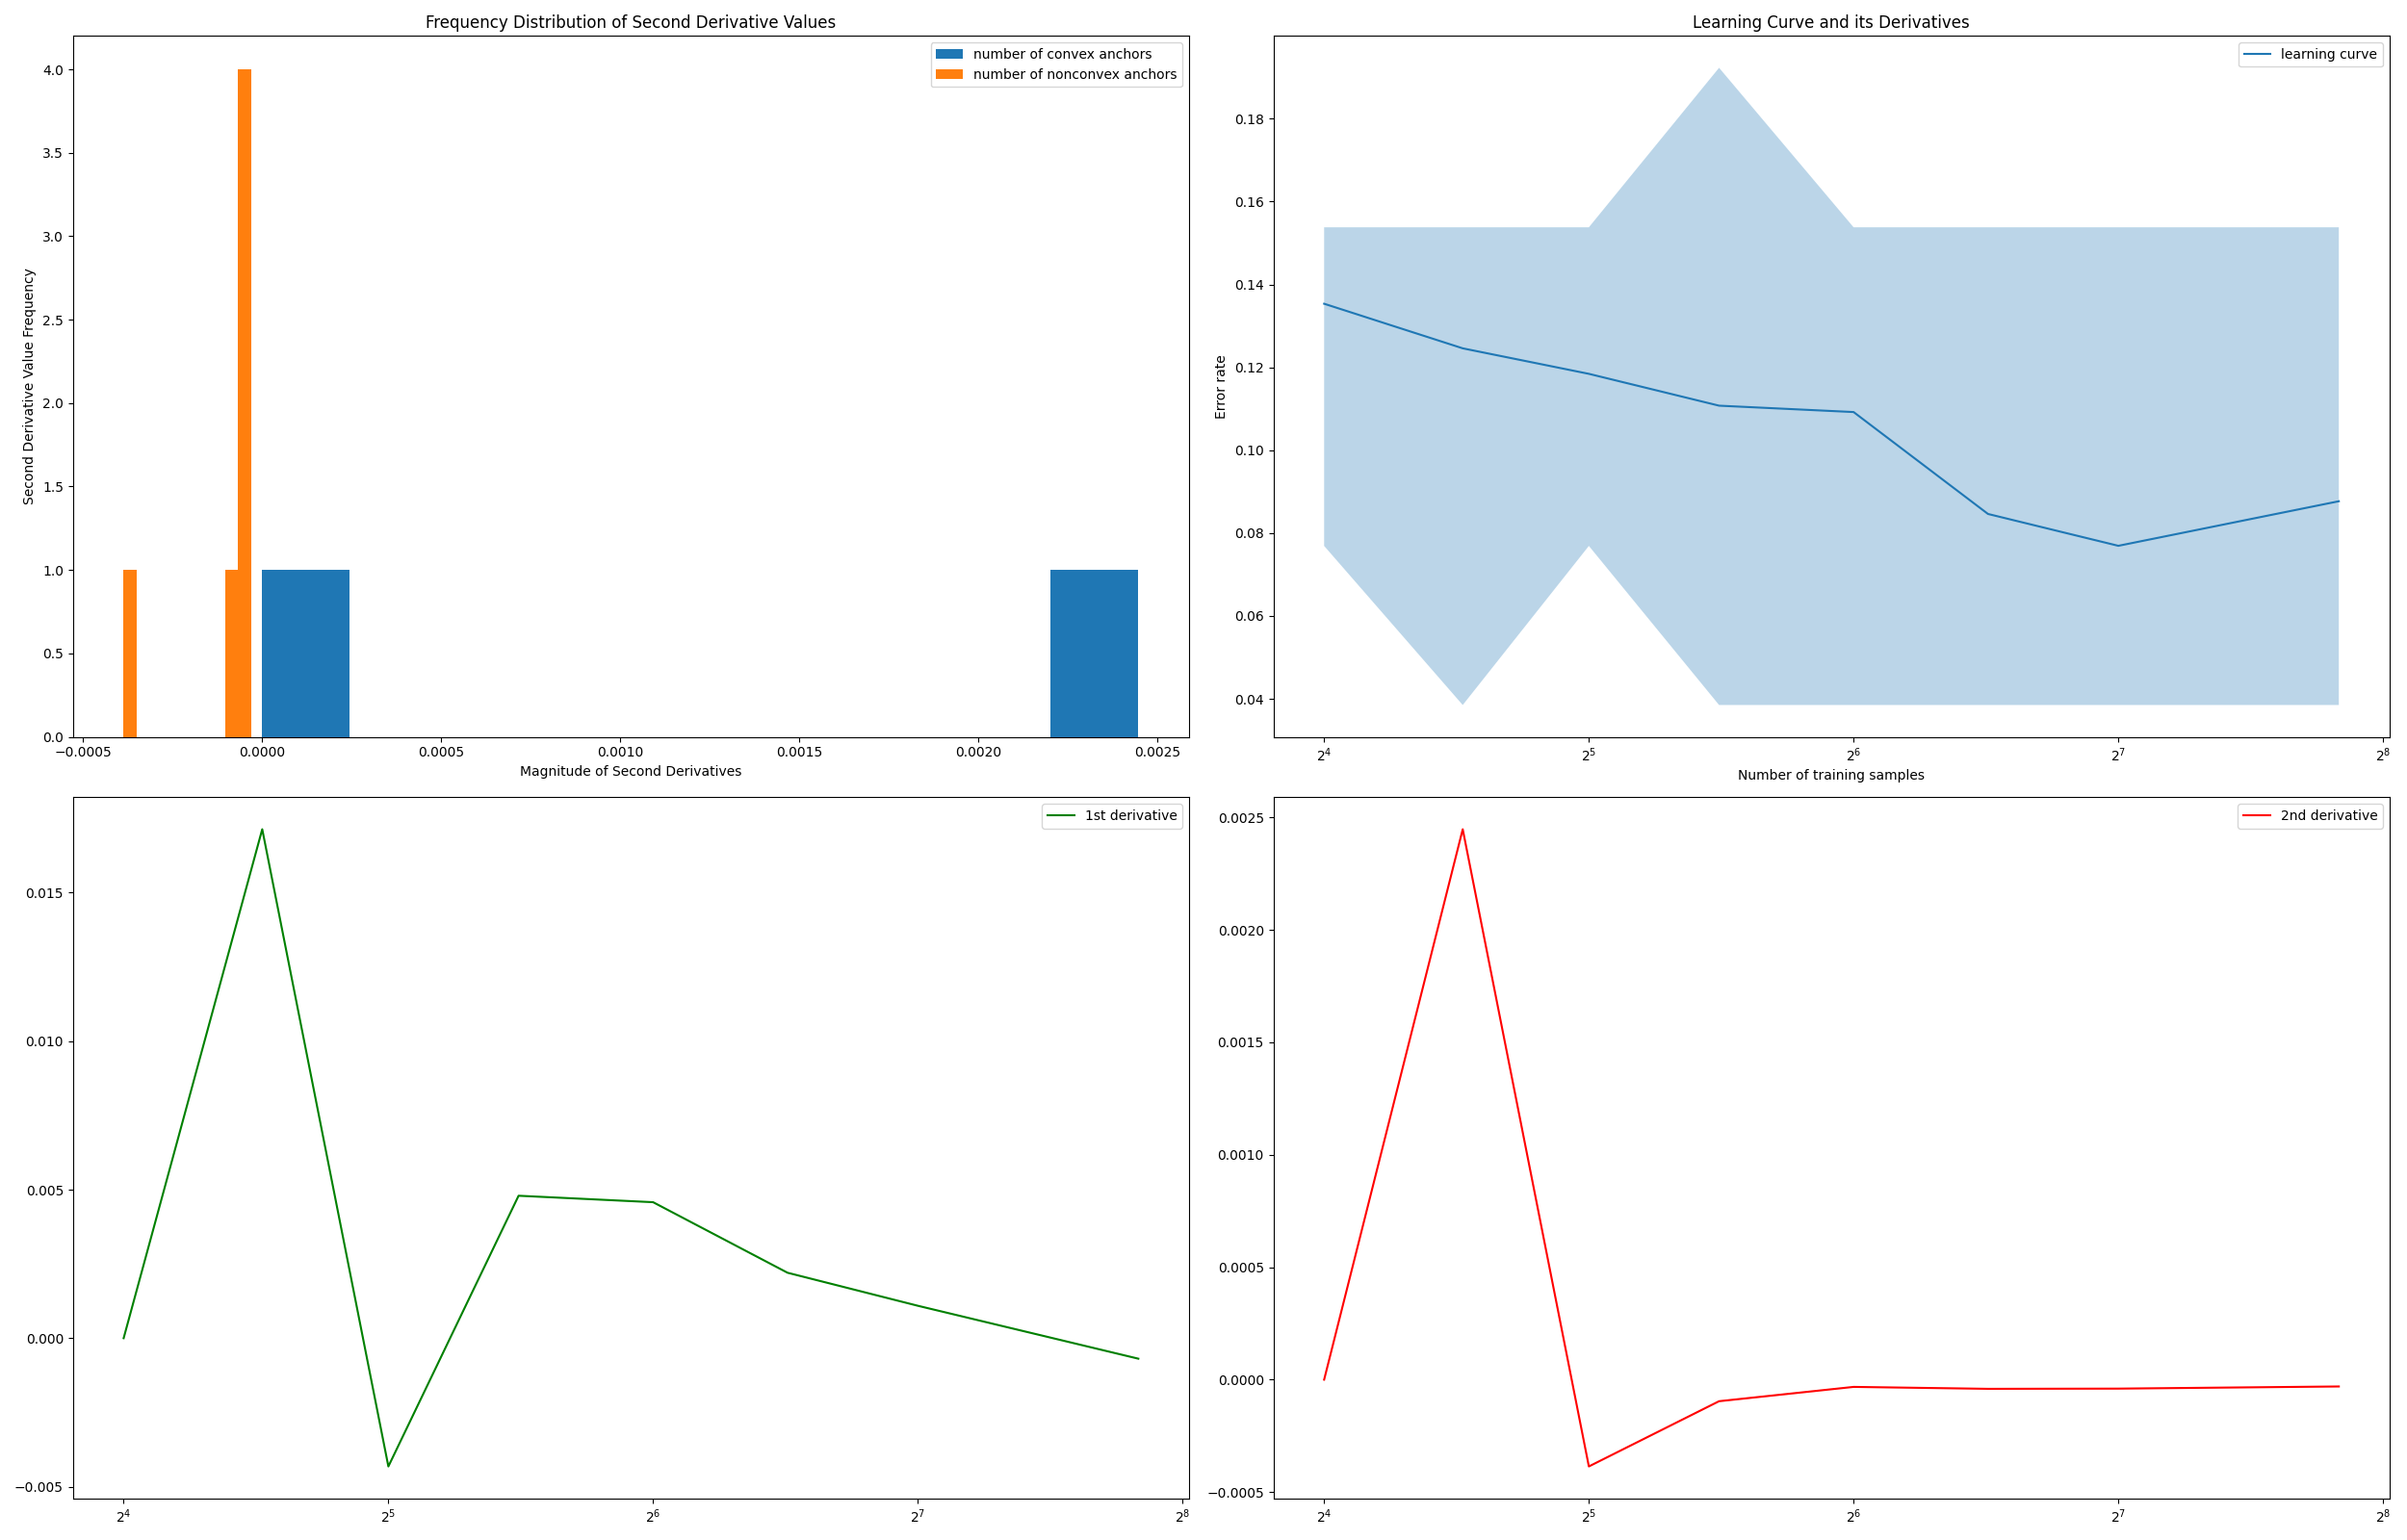 Frequency Distribution of Second Derivative Values
number of convex anchors
number of nonconvex anchors
4.0
3.5
3.0
2.5
2.0
1.5
1.0
0.5
0.0
Second Derivative Value Frequency
−0.0005 0.0000 0.0005 0.0010 0.0015 0.0020 0.0025
Magnitude of Second Derivatives
Learning Curve and its Derivatives
learning curve
0.18
0.16
0.14
0.12
0.10
0.08
0.06
0.04
Error rate
2⁴ 2⁵ 2⁶ 2⁷ 2⁸
Number of training samples
1st derivative
0.015
0.010
0.005
0.000
−0.005
2⁴ 2⁵ 2⁶ 2⁷ 2⁸
2nd derivative
0.0025
0.0020
0.0015
0.0010
0.0005
0.0000
−0.0005
2⁴ 2⁵ 2⁶ 2⁷ 2⁸